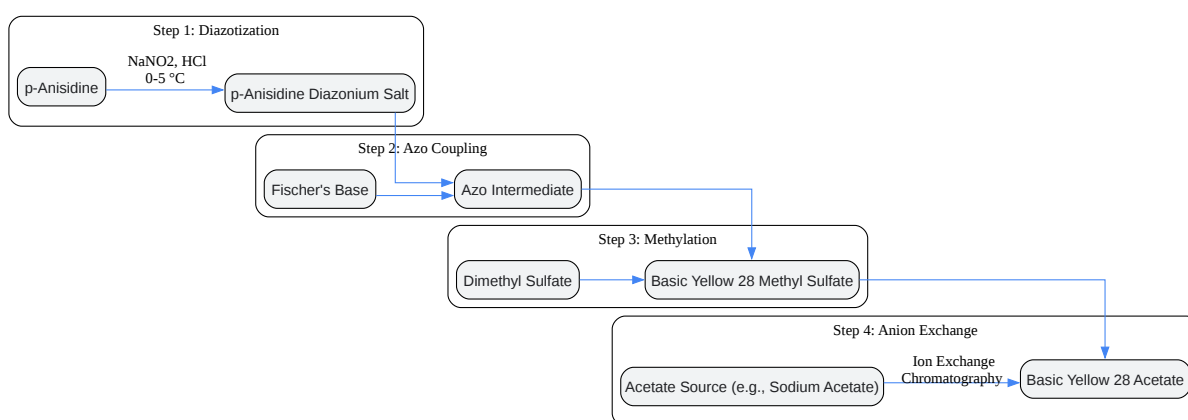 Step 1: Diazotization
NaNO2, HCl
0-5 °C
p-Anisidine
p-Anisidine Diazonium Salt
Step 2: Azo Coupling
Fischer's Base
Azo Intermediate
Step 3: Methylation
Dimethyl Sulfate
Basic Yellow 28 Methyl Sulfate
Step 4: Anion Exchange
Ion Exchange
Chromatography
Acetate Source (e.g., Sodium Acetate)
Basic Yellow 28 Acetate